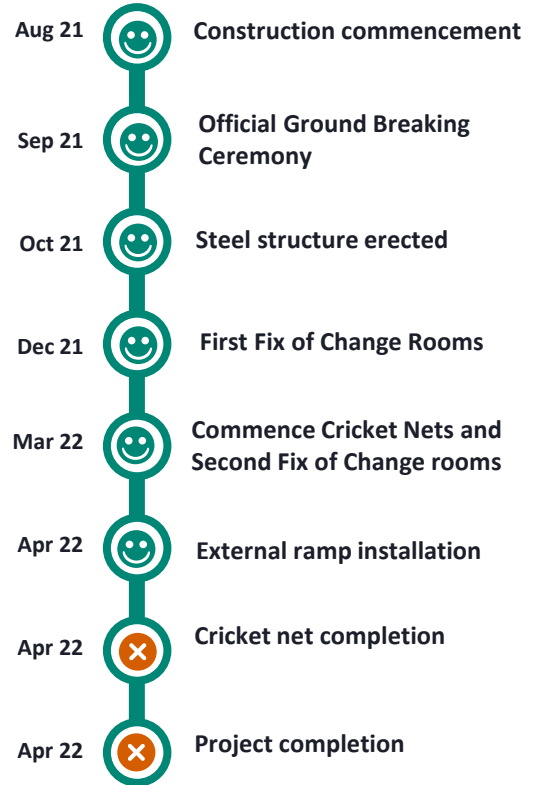 Aug 21
Construction commencement
Sep 21
Official Ground Breaking
Ceremony
Oct 21
Steel structure erected
Dec 21
First Fix of Change Rooms
Mar 22
Commence Cricket Nets and
Second Fix of Change rooms
Apr 22
External ramp installation
Apr 22
Cricket net completion
Apr 22
Project completion